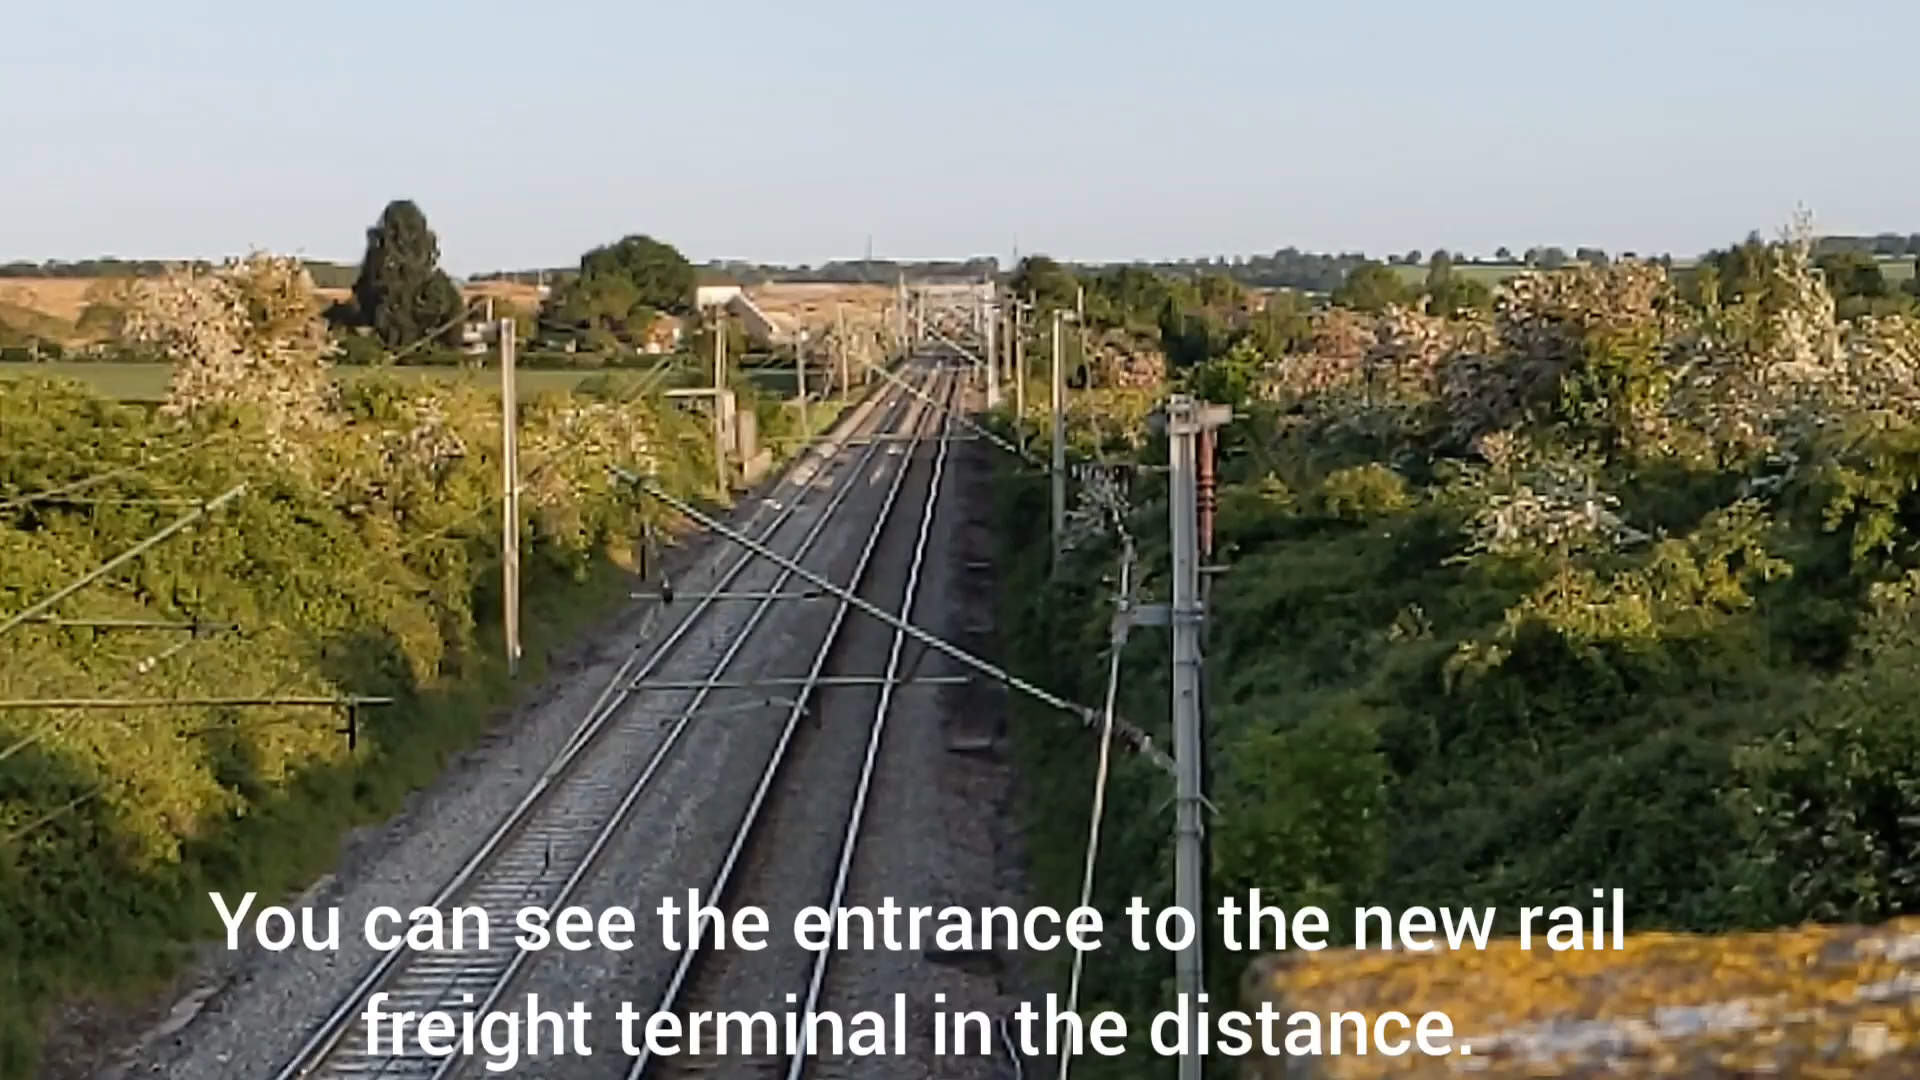 You can see the entrance to the new rail
freight terminal in the distance.